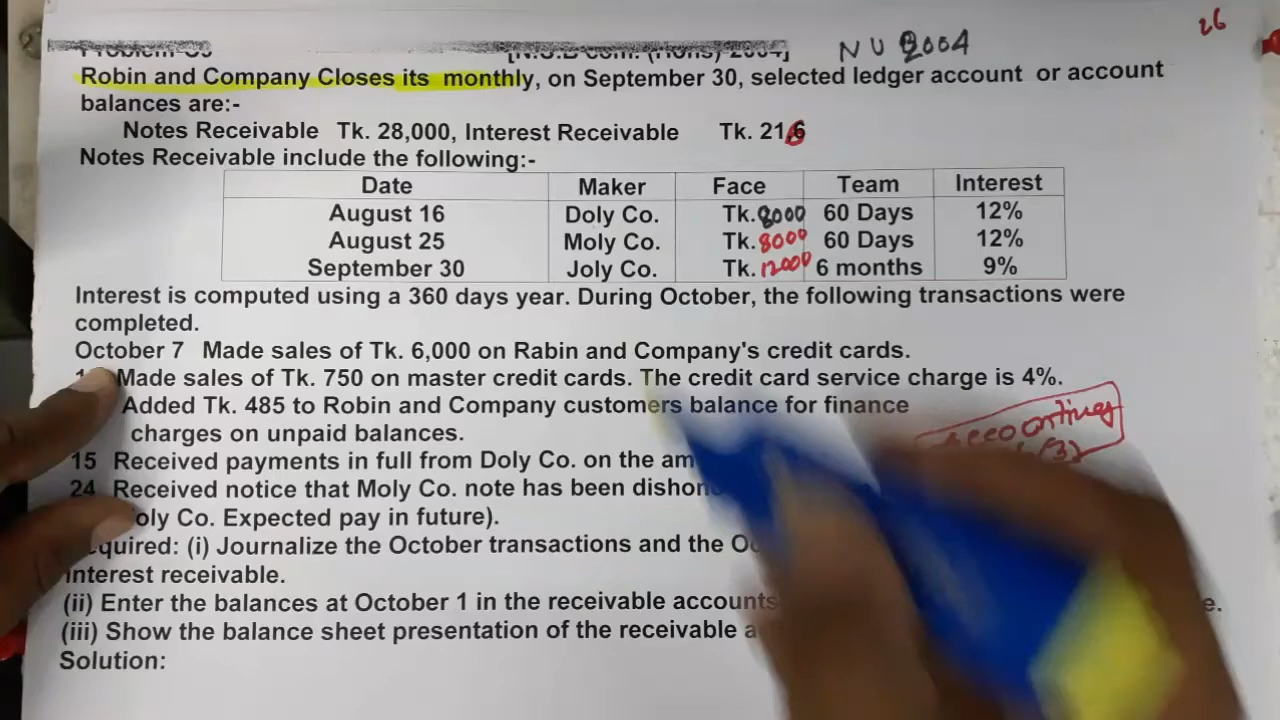 26
NU 2004
Robin and Company Closes its monthly, on September 30, selected ledger account or account
balances are:-
Notes Receivable Tk. 28,000, Interest Receivable Tk. 216
Notes Receivable include the following:-
Date Maker Face Team Interest
August 16 Doly Co. Tk. 8000 60 Days 12%
August 25 Moly Co. Tk. 8000 60 Days 12%
September 30 Joly Co. Tk. 12000 6 months 9%
Interest is computed using a 360 days year. During October, the following transactions were
completed.
October 7 Made sales of Tk. 6,000 on Rabin and Company's credit cards.
Made sales of Tk. 750 on master credit cards. The credit card service charge is 4%.
Added Tk. 485 to Robin and Company customers balance for finance
charges on unpaid balances.
15 Received payments in full from Doly Co. on the am
24 Received notice that Moly Co. note has been dishon
oly Co. Expected pay in future).
quired: (i) Journalize the October transactions and the Oc
interest receivable.
(ii) Enter the balances at October 1 in the receivable accounts e.
(iii) Show the balance sheet presentation of the receivable a
Solution: